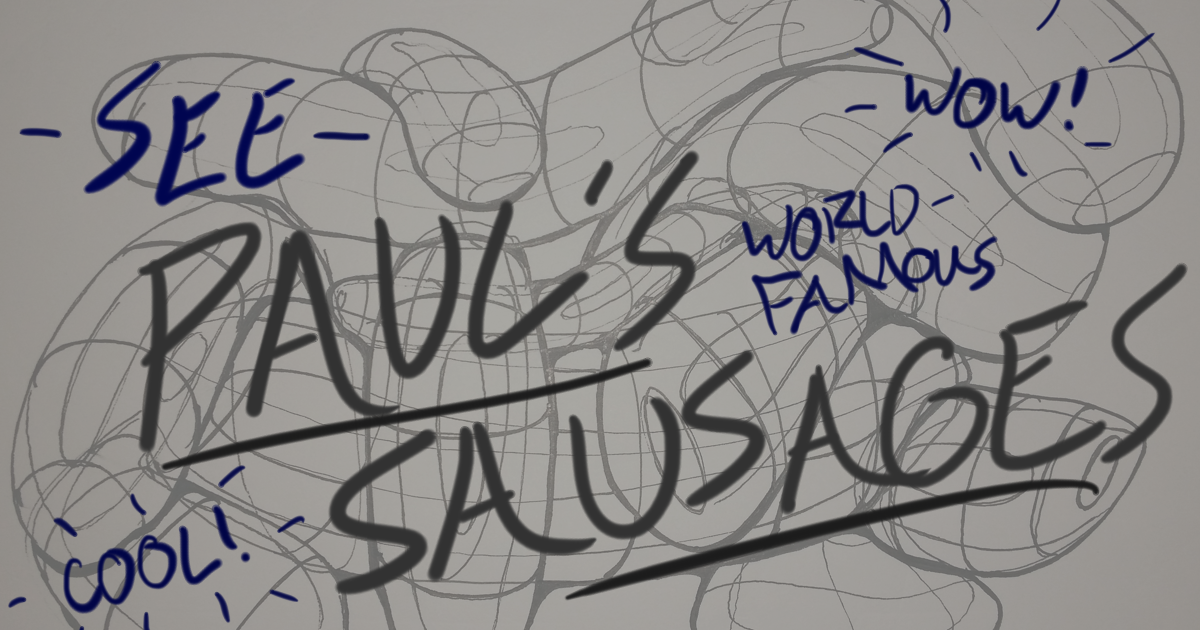 -SEE-
WOW!
PAUL'S
WORLD-
FAMOUS
SAUSAGES
COOL!